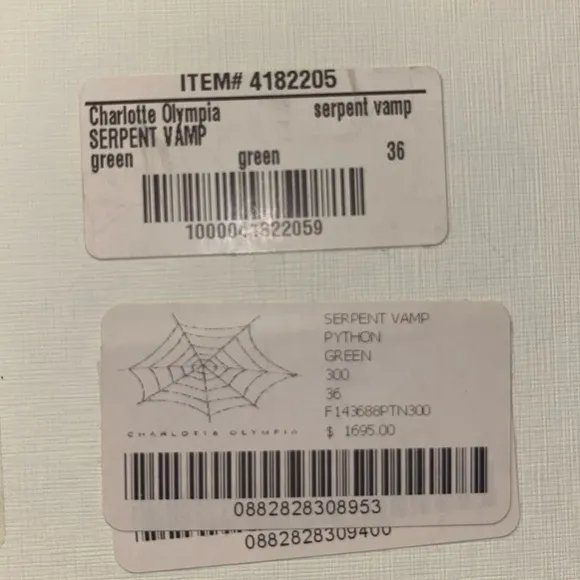 ITEM# 4182205
Charlotte Olympia serpent vamp
SERPENT VAMP
green green 36
1000041822059
SERPENT VAMP
PYTHON
GREEN
300
36
F143688PTN300
$ 1695.00
CHARLOTTE OLYMPIA
0882828308953
0882828309400